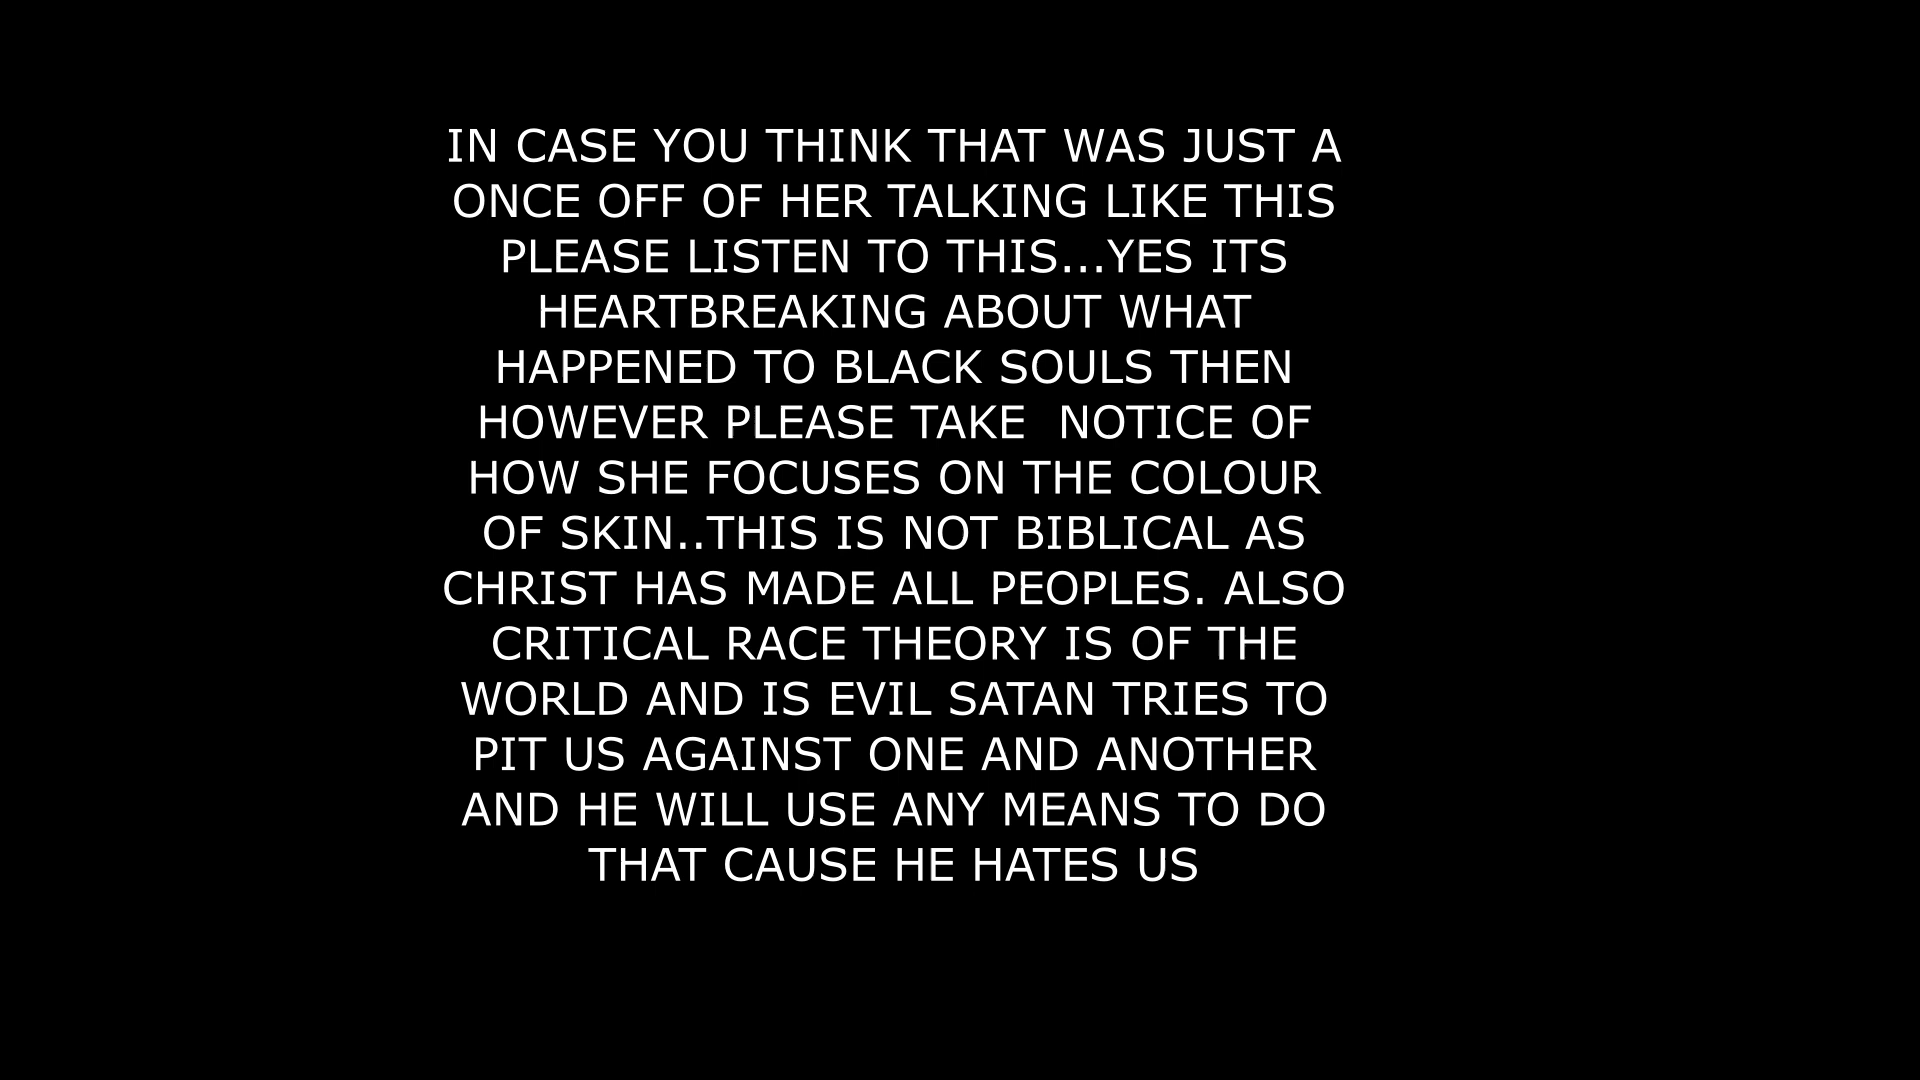 IN CASE YOU THINK THAT WAS JUST A
ONCE OFF OF HER TALKING LIKE THIS
PLEASE LISTEN TO THIS...YES ITS
HEARTBREAKING ABOUT WHAT
HAPPENED TO BLACK SOULS THEN
HOWEVER PLEASE TAKE  NOTICE OF
HOW SHE FOCUSES ON THE COLOUR
OF SKIN..THIS IS NOT BIBLICAL AS
CHRIST HAS MADE ALL PEOPLES. ALSO
CRITICAL RACE THEORY IS OF THE
WORLD AND IS EVIL SATAN TRIES TO
PIT US AGAINST ONE AND ANOTHER
AND HE WILL USE ANY MEANS TO DO
THAT CAUSE HE HATES US